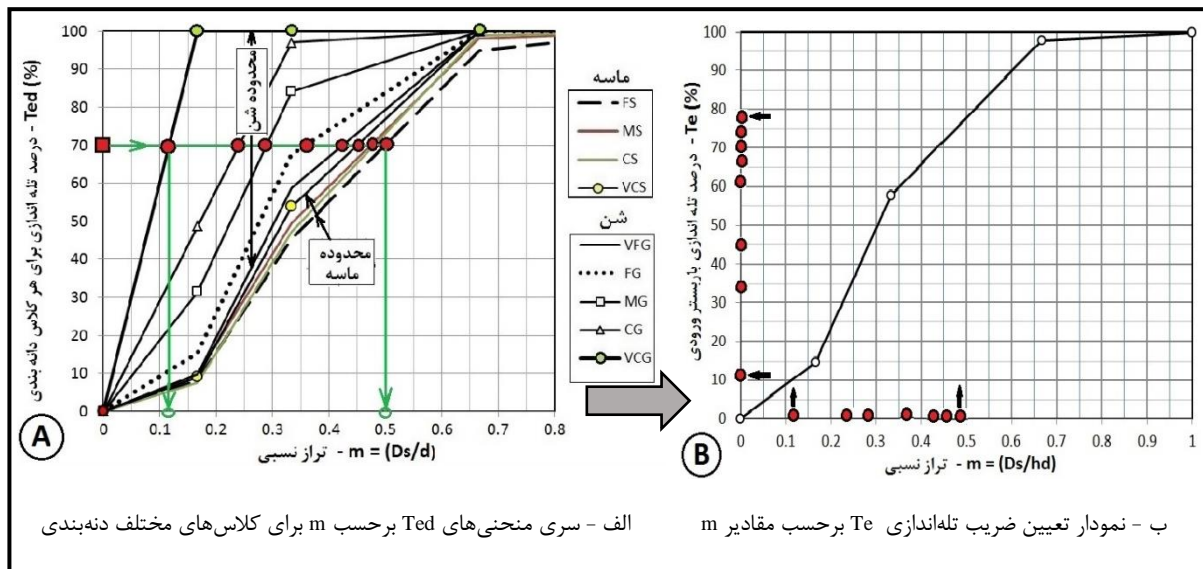 درصد تله اندازی برای هر کلاس دانه بندی - Ted (%)
100
90
80
70
60
50
40
30
20
10
0
محدوده شن
محدوده
ماسه
A
0 0.1 0.2 0.3 0.4 0.5 0.6 0.7 0.8
تراز نسبی - m = (Ds/d)
ماسه
FS
MS
CS
VCS
شن
VFG
FG
MG
CG
VCG
درصد تله اندازی باربستر ورودی - Te (%)
100
90
80
70
60
50
40
30
20
10
0
B
0 0.1 0.2 0.3 0.4 0.5 0.6 0.7 0.8 0.9 1
تراز نسبی - m = (Ds/hd)
الف - سری منحنی‌های Ted برحسب m برای کلاس‌های مختلف دنه‌بندی
ب - نمودار تعیین ضریب تله‌اندازی Te برحسب مقادیر m